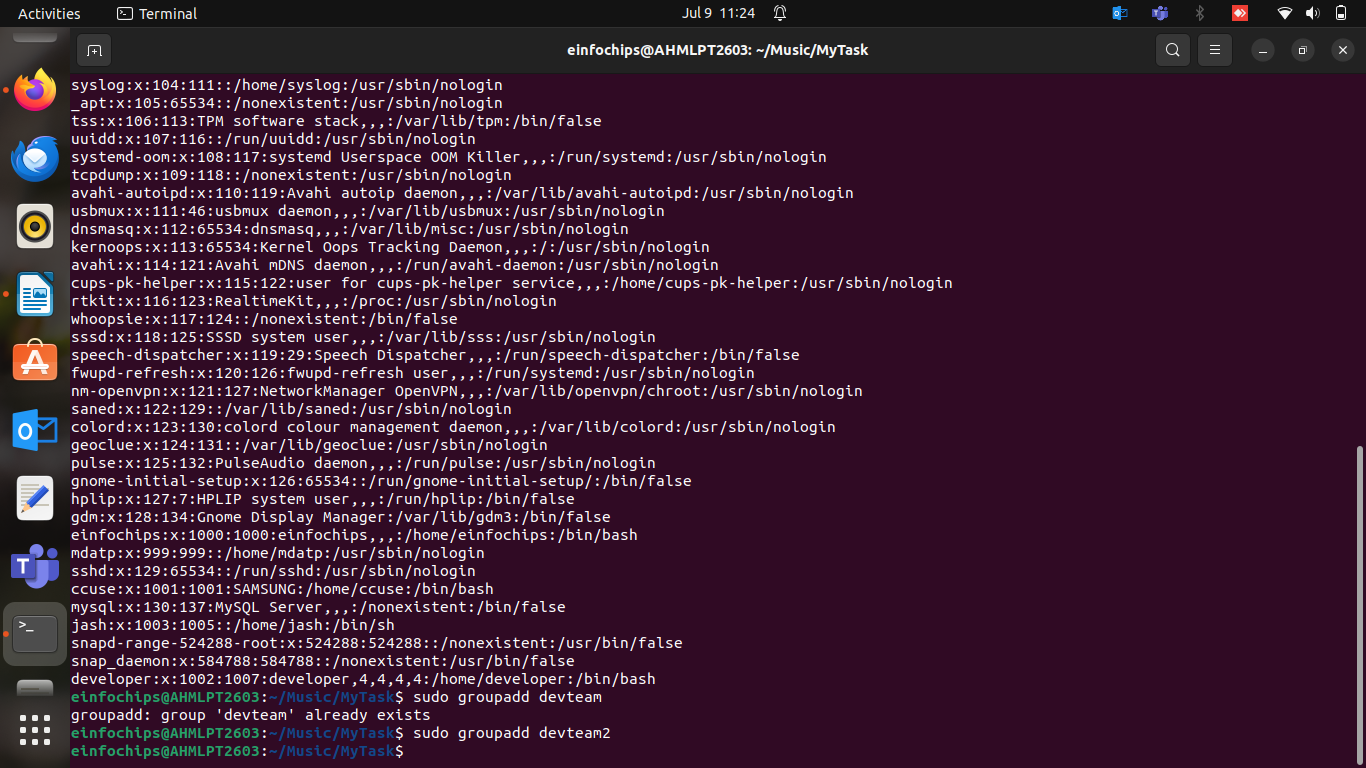 Activities
Terminal
Jul 9 11:24
einfochips@AHMLPT2603: ~/Music/MyTask
syslog:x:104:111::/home/syslog:/usr/sbin/nologin
_apt:x:105:65534::/nonexistent:/usr/sbin/nologin
tss:x:106:113:TPM software stack,,,:/var/lib/tpm:/bin/false
uuidd:x:107:116::/run/uuidd:/usr/sbin/nologin
systemd-oom:x:108:117:systemd Userspace OOM Killer,,,:/run/systemd:/usr/sbin/nologin
tcpdump:x:109:118::/nonexistent:/usr/sbin/nologin
avahi-autoipd:x:110:119:Avahi autoip daemon,,,:/var/lib/avahi-autoipd:/usr/sbin/nologin
usbmux:x:111:46:usbmux daemon,,,:/var/lib/usbmux:/usr/sbin/nologin
dnsmasq:x:112:65534:dnsmasq,,,:/var/lib/misc:/usr/sbin/nologin
kernoops:x:113:65534:Kernel Oops Tracking Daemon,,,:/:/usr/sbin/nologin
avahi:x:114:121:Avahi mDNS daemon,,,:/run/avahi-daemon:/usr/sbin/nologin
cups-pk-helper:x:115:122:user for cups-pk-helper service,,,:/home/cups-pk-helper:/usr/sbin/nologin
rtkit:x:116:123:RealtimeKit,,,:/proc:/usr/sbin/nologin
whoopsie:x:117:124::/nonexistent:/bin/false
sssd:x:118:125:SSSD system user,,,:/var/lib/sss:/usr/sbin/nologin
speech-dispatcher:x:119:29:Speech Dispatcher,,,:/run/speech-dispatcher:/bin/false
fwupd-refresh:x:120:126:fwupd-refresh user,,,:/run/systemd:/usr/sbin/nologin
nm-openvpn:x:121:127:NetworkManager OpenVPN,,,:/var/lib/openvpn/chroot:/usr/sbin/nologin
saned:x:122:129::/var/lib/saned:/usr/sbin/nologin
colord:x:123:130:colord colour management daemon,,,:/var/lib/colord:/usr/sbin/nologin
geoclue:x:124:131::/var/lib/geoclue:/usr/sbin/nologin
pulse:x:125:132:PulseAudio daemon,,,:/run/pulse:/usr/sbin/nologin
gnome-initial-setup:x:126:65534::/run/gnome-initial-setup/:/bin/false
hplip:x:127:7:HPLIP system user,,,:/run/hplip:/bin/false
gdm:x:128:134:Gnome Display Manager:/var/lib/gdm3:/bin/false
einfochips:x:1000:1000:einfochips,,,:/home/einfochips:/bin/bash
mdatp:x:999:999::/home/mdatp:/usr/sbin/nologin
sshd:x:129:65534::/run/sshd:/usr/sbin/nologin
ccuse:x:1001:1001:SAMSUNG:/home/ccuse:/bin/bash
mysql:x:130:137:MySQL Server,,,:/nonexistent:/bin/false
jash:x:1003:1005::/home/jash:/bin/sh
snapd-range-524288-root:x:524288:524288::/nonexistent:/usr/bin/false
snap_daemon:x:584788:584788::/nonexistent:/usr/bin/false
developer:x:1002:1007:developer,4,4,4,4:/home/developer:/bin/bash
einfochips@AHMLPT2603:~/Music/MyTask$ sudo groupadd devteam
groupadd: group 'devteam' already exists
einfochips@AHMLPT2603:~/Music/MyTask$ sudo groupadd devteam2
einfochips@AHMLPT2603:~/Music/MyTask$